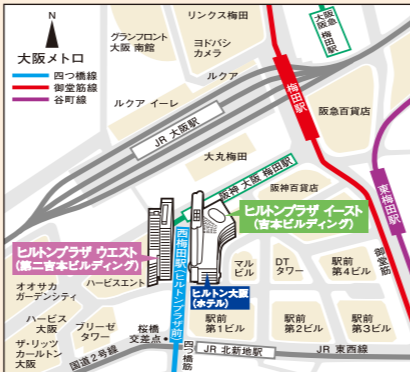 N
リンクス梅田
大阪
阪急
梅田駅
グランフロント
大阪 南館
ヨドバシ
カメラ
大阪メトロ
四つ橋線
御堂筋線
谷町線
ルクア
ルクア イーレ
梅田駅
阪急百貨店
JR 大阪駅
大丸梅田
阪神 大阪 梅田駅
阪神百貨店
東梅田駅
ヒルトンプラザ ウエスト
(第二吉本ビルディング)
ヒルトンプラザ イースト
(吉本ビルディング)
西梅田駅(ヒルトンプラザ前)
御堂筋
オオサカ
ガーデンシティ
ハービスエント
マル
ビル
DT
タワー
駅前
第4ビル
ヒルトン大阪
(ホテル)
ハービス
大阪
ブリーゼ
タワー
桜橋
交差点
駅前
第1ビル
駅前
第2ビル
駅前
第3ビル
ザ・リッツ
カールトン
大阪
国道2号線
四つ橋筋
JR 北新地駅
JR 東西線